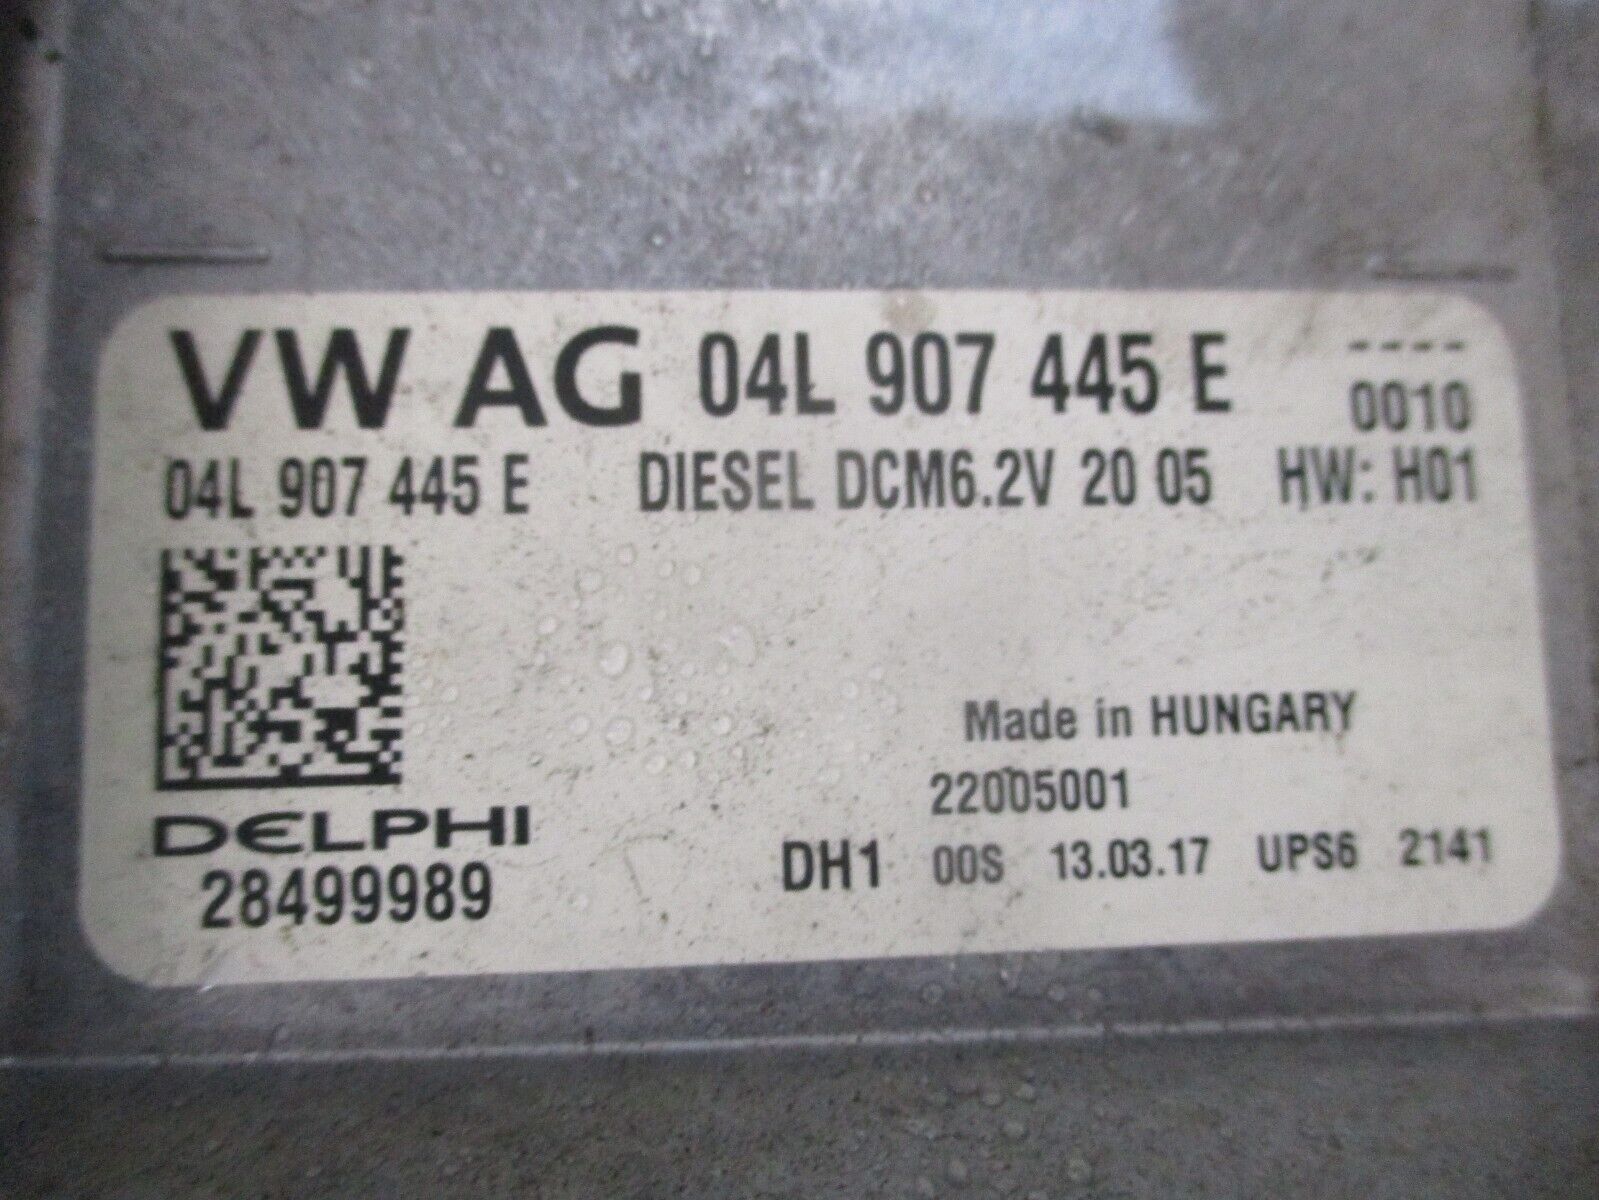 VW AG 04L 907 445 E ----
0010
04L 907 445 E DIESEL DCM6.2V 20 05 HW: H01
Made in HUNGARY
22005001
DELPHI
28499989
DH1 00S 13.03.17 UPS6 2141